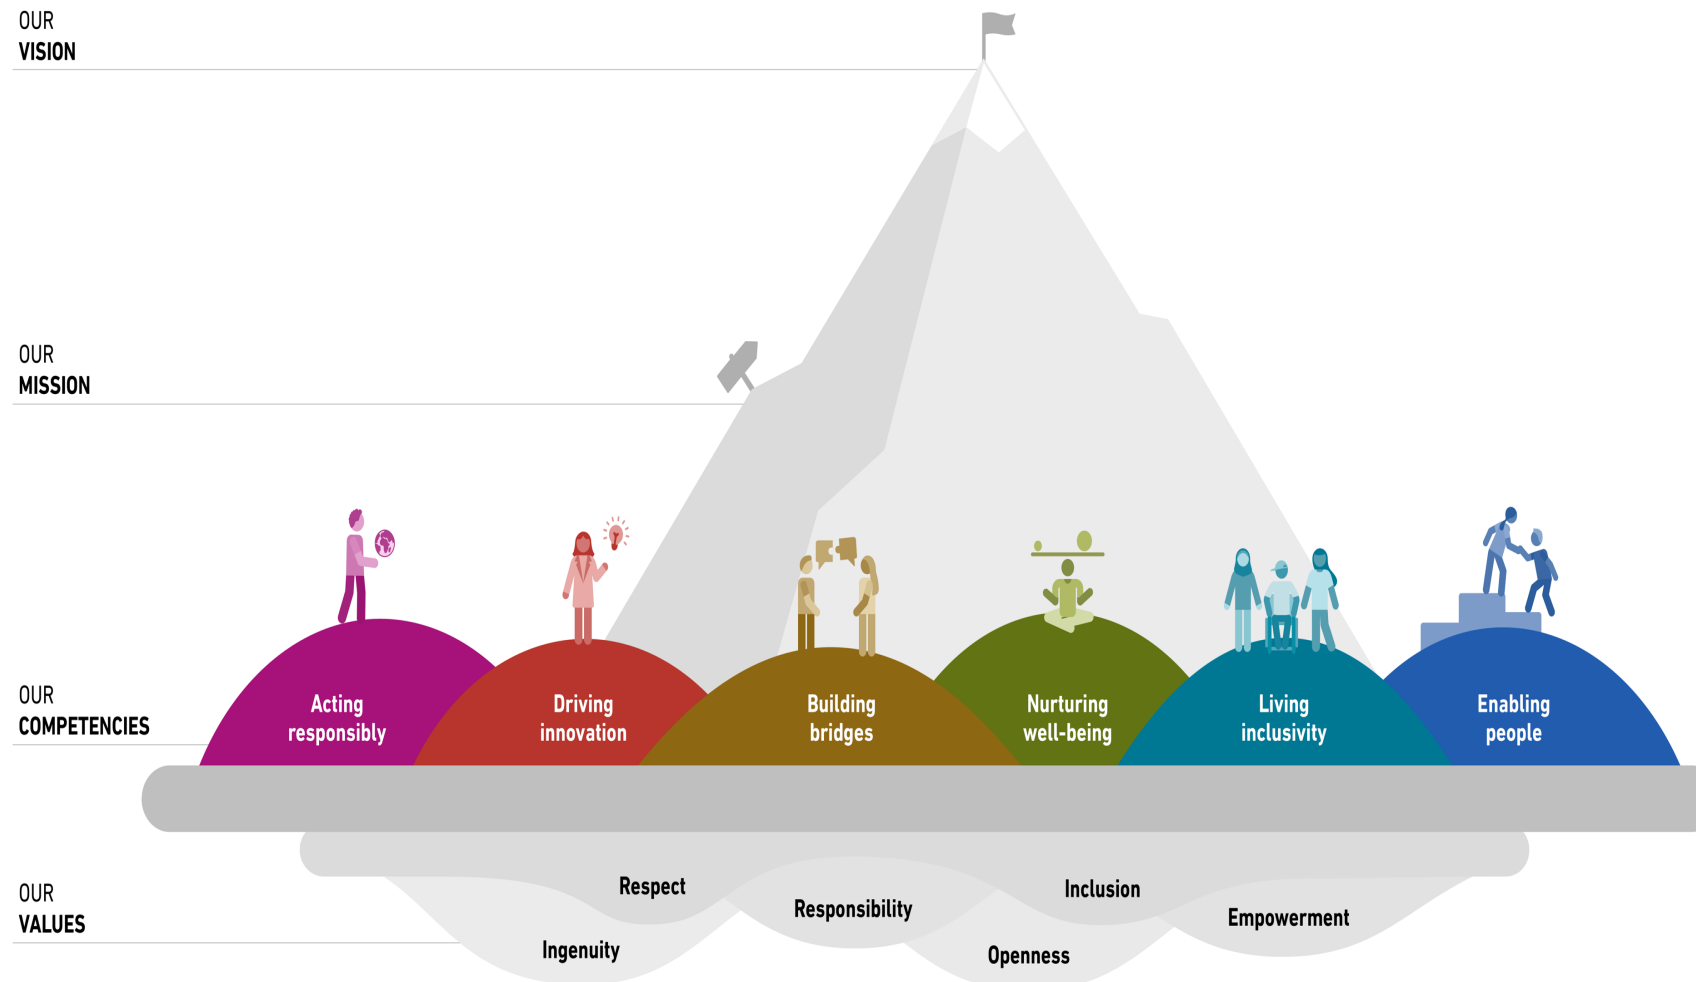 OUR
VISION
OUR
MISSION
OUR
COMPETENCIES
Acting
responsibly
Driving
innovation
Building
bridges
Nurturing
well-being
Living
inclusivity
Enabling
people
OUR
VALUES
Respect
Ingenuity
Responsibility
Inclusion
Openness
Empowerment